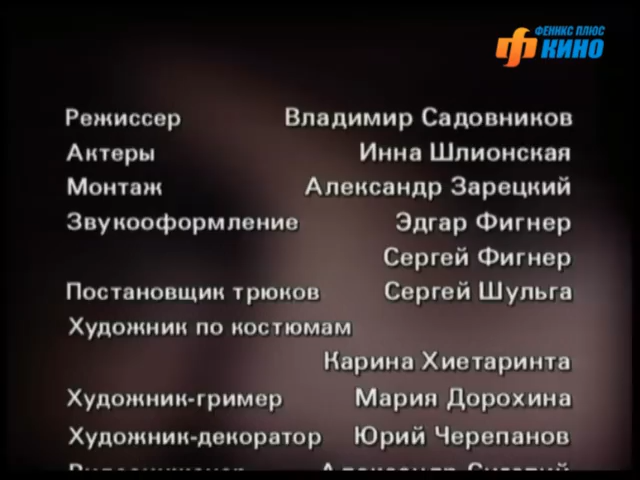 ФЕНИКС ПЛЮС
КИНО
Режиссер Владимир Садовников
Актеры Инна Шлионская
Монтаж Александр Зарецкий
Звукооформление Эдгар Фигнер
Сергей Фигнер
Постановщик трюков Сергей Шульга
Художник по костюмам
Карина Хиетаринта
Художник-гример Мария Дорохина
Художник-декоратор Юрий Черепанов
Александр